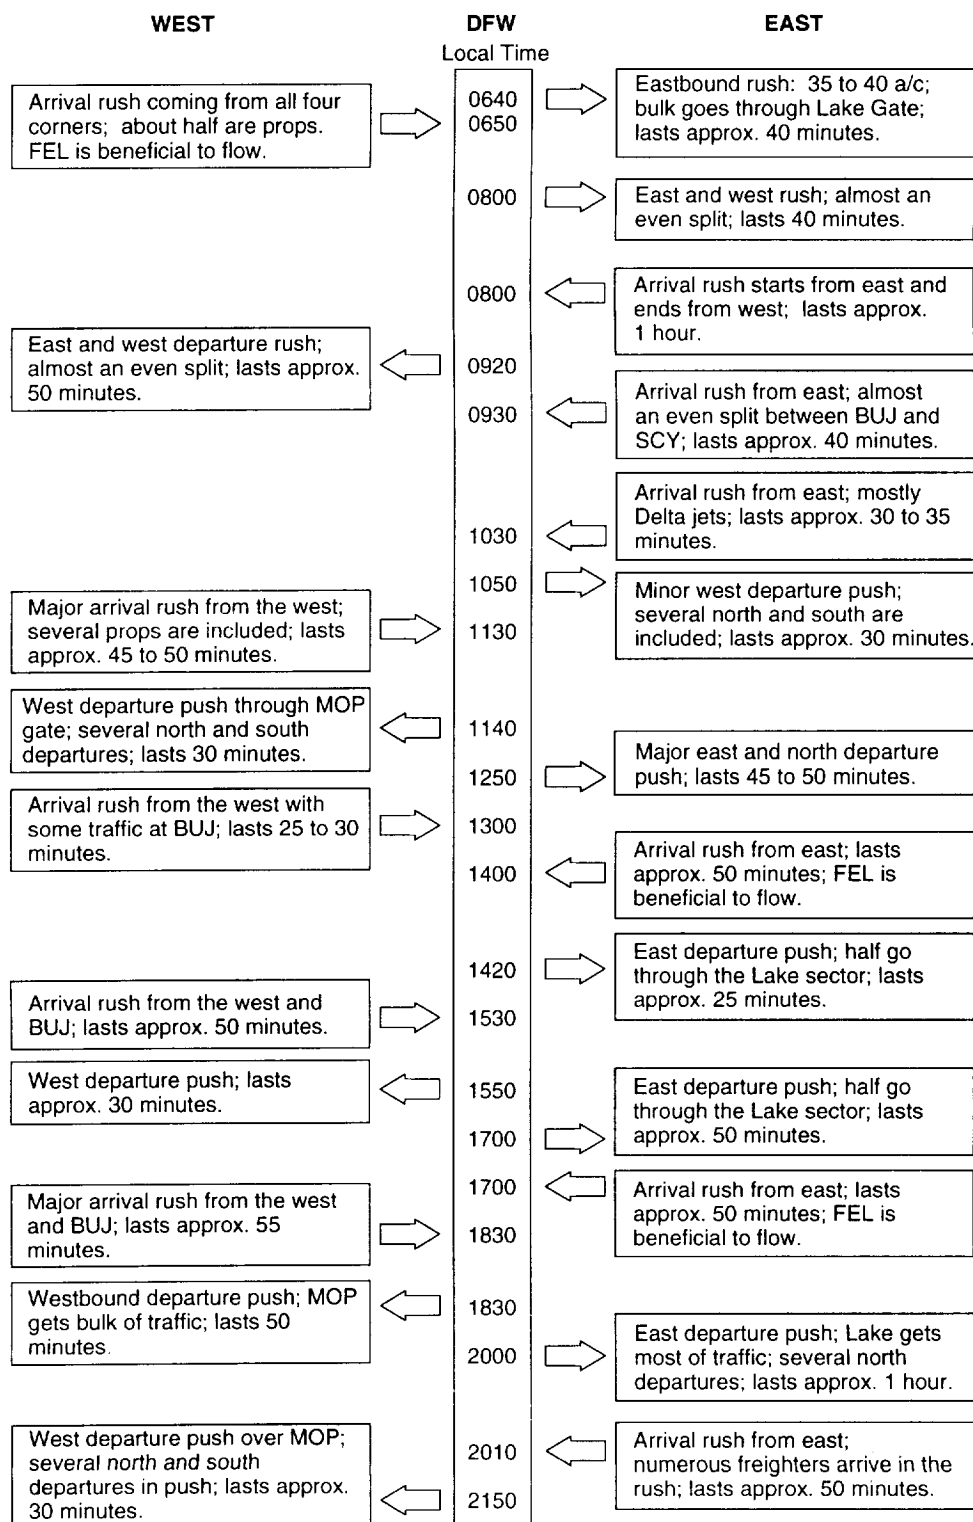 WEST DFW EAST
Local Time
Arrival rush coming from all four
corners; about half are props.
FEL is beneficial to flow.
0640
0650
Eastbound rush: 35 to 40 a/c;
bulk goes through Lake Gate;
lasts approx. 40 minutes.
0800
East and west rush; almost an
even split; lasts 40 minutes.
0800
Arrival rush starts from east and
ends from west; lasts approx.
1 hour.
East and west departure rush;
almost an even split; lasts approx.
50 minutes.
0920
0930
Arrival rush from east; almost
an even split between BUJ and
SCY; lasts approx. 40 minutes.
1030
Arrival rush from east; mostly
Delta jets; lasts approx. 30 to 35
minutes.
1050
Minor west departure push;
several north and south are
included; lasts approx. 30 minutes.
Major arrival rush from the west;
several props are included; lasts
approx. 45 to 50 minutes.
1130
West departure push through MOP
gate; several north and south
departures; lasts 30 minutes.
1140
1250
Major east and north departure
push; lasts 45 to 50 minutes.
Arrival rush from the west with
some traffic at BUJ; lasts 25 to 30
minutes.
1300
1400
Arrival rush from east; lasts
approx. 50 minutes; FEL is
beneficial to flow.
1420
East departure push; half go
through the Lake sector; lasts
approx. 25 minutes.
Arrival rush from the west and
BUJ; lasts approx. 50 minutes.
1530
West departure push; lasts
approx. 30 minutes.
1550
1700
East departure push; half go
through the Lake sector; lasts
approx. 50 minutes.
1700
Arrival rush from east; lasts
approx. 50 minutes; FEL is
beneficial to flow.
Major arrival rush from the west
and BUJ; lasts approx. 55
minutes.
1830
Westbound departure push; MOP
gets bulk of traffic; lasts 50
minutes.
1830
2000
East departure push; Lake gets
most of traffic; several north
departures; lasts approx. 1 hour.
2010
Arrival rush from east;
numerous freighters arrive in the
rush; lasts approx. 50 minutes.
West departure push over MOP;
several north and south
departures in push; lasts approx.
30 minutes.
2150